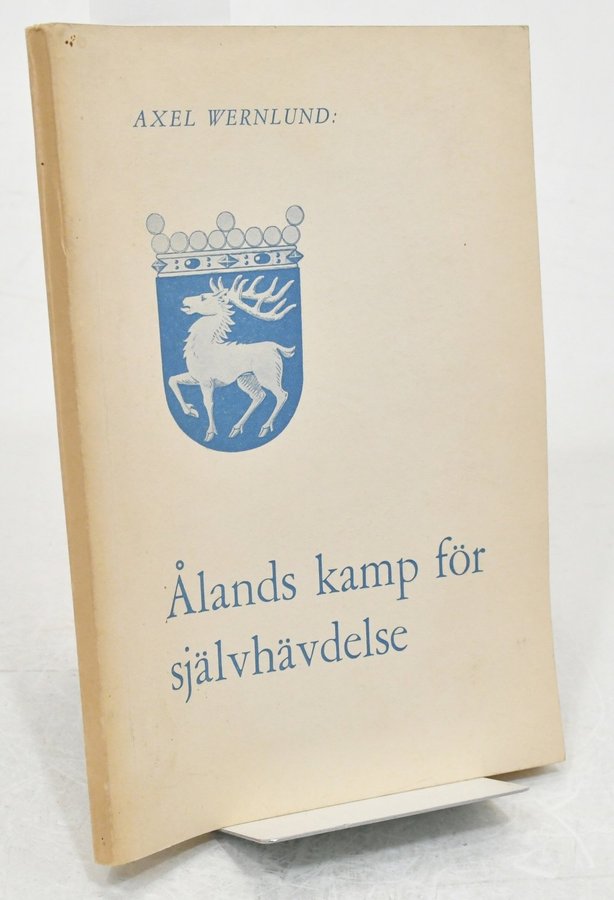 AXEL WERNLUND:
Ålands kamp för
självhävdelse